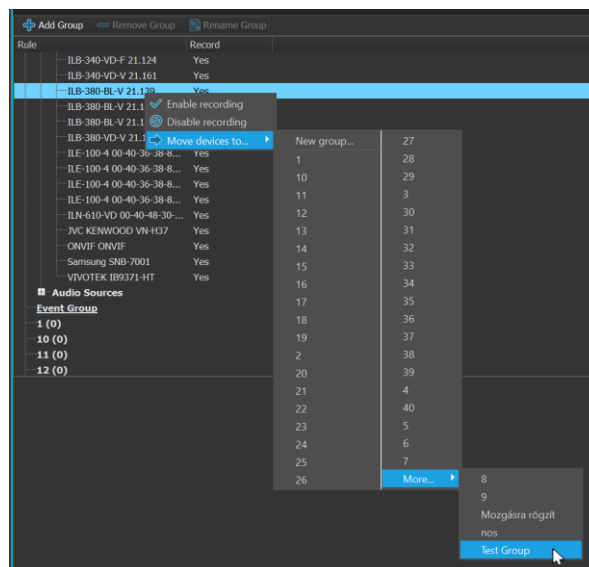 Add Group Remove Group Rename Group
Rule Record
ILB-340-VD-F 21.124 Yes
ILB-340-VD-V 21.161 Yes
ILB-380-BL-V 21.139 Yes
ILB-380-BL-V 21.1
ILB-380-BL-V 21.1
ILB-380-VD-V 21.1
ILE-100-4 00-40-36-38-8... Yes
ILE-100-4 00-40-36-38-8... Yes
ILE-100-4 00-40-36-38-8... Yes
ILE-100-4 00-40-36-38-8... Yes
ILN-610-VD 00-40-48-30-... Yes
JVC KENWOOD VN-H37 Yes
ONVIF ONVIF Yes
Samsung SNB-7001 Yes
VIVOTEK IB9371-HT Yes
Audio Sources
Event Group
1 (0)
10 (0)
11 (0)
12 (0)
Enable recording
Disable recording
Move devices to...
New group...
1
10
11
12
13
14
15
16
17
18
19
2
20
21
22
23
24
25
26
27
28
29
3
30
31
32
33
34
35
36
37
38
39
4
40
5
6
7
More...
8
9
Mozgásra rögzít
nos
Test Group